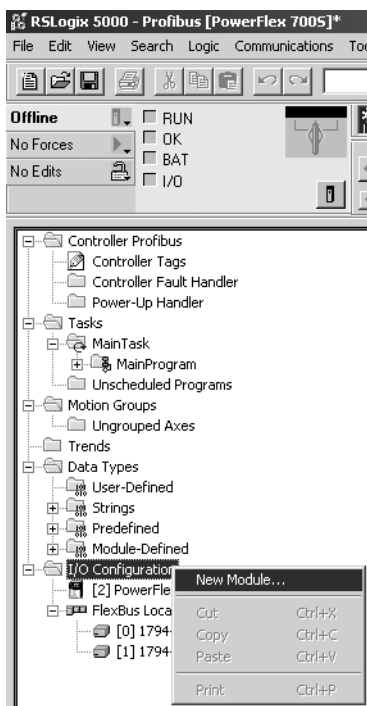 RSLogix 5000 - Profibus [PowerFlex 700S]*
File Edit View Search Logic Communications
Offline
RUN
No Forces
OK
No Edits
BAT
I/O
Controller Profibus
Controller Tags
Controller Fault Handler
Power-Up Handler
Tasks
MainTask
MainProgram
Unscheduled Programs
Motion Groups
Ungrouped Axes
Trends
Data Types
User-Defined
Strings
Predefined
Module-Defined
I/O Configuration
New Module...
[2] PowerFle
FlexBus Loca
Cut Ctrl+X
[0] 1794-
Copy Ctrl+C
[1] 1794-
Paste Ctrl+V
Print Ctrl+P